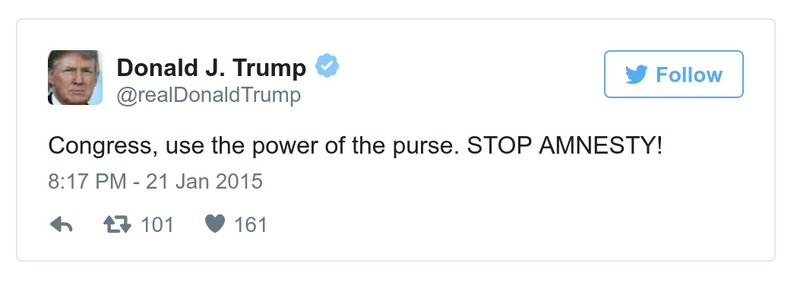 Donald J. Trump
@realDonaldTrump
Follow
Congress, use the power of the purse. STOP AMNESTY!
8:17 PM - 21 Jan 2015
101 161